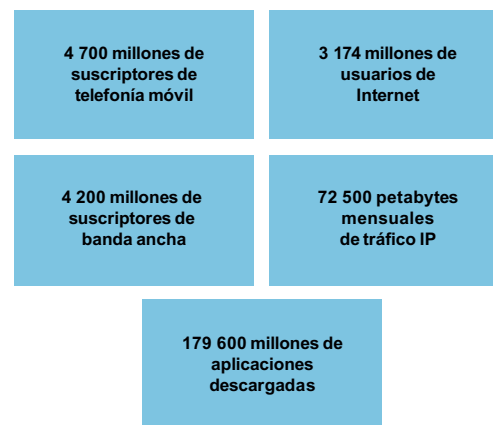 4 700 millones de
suscriptores de
telefonía móvil
3 174 millones de
usuarios de
Internet
4 200 millones de
suscriptores de
banda ancha
72 500 petabytes
mensuales
de tráfico IP
179 600 millones de
aplicaciones
descargadas